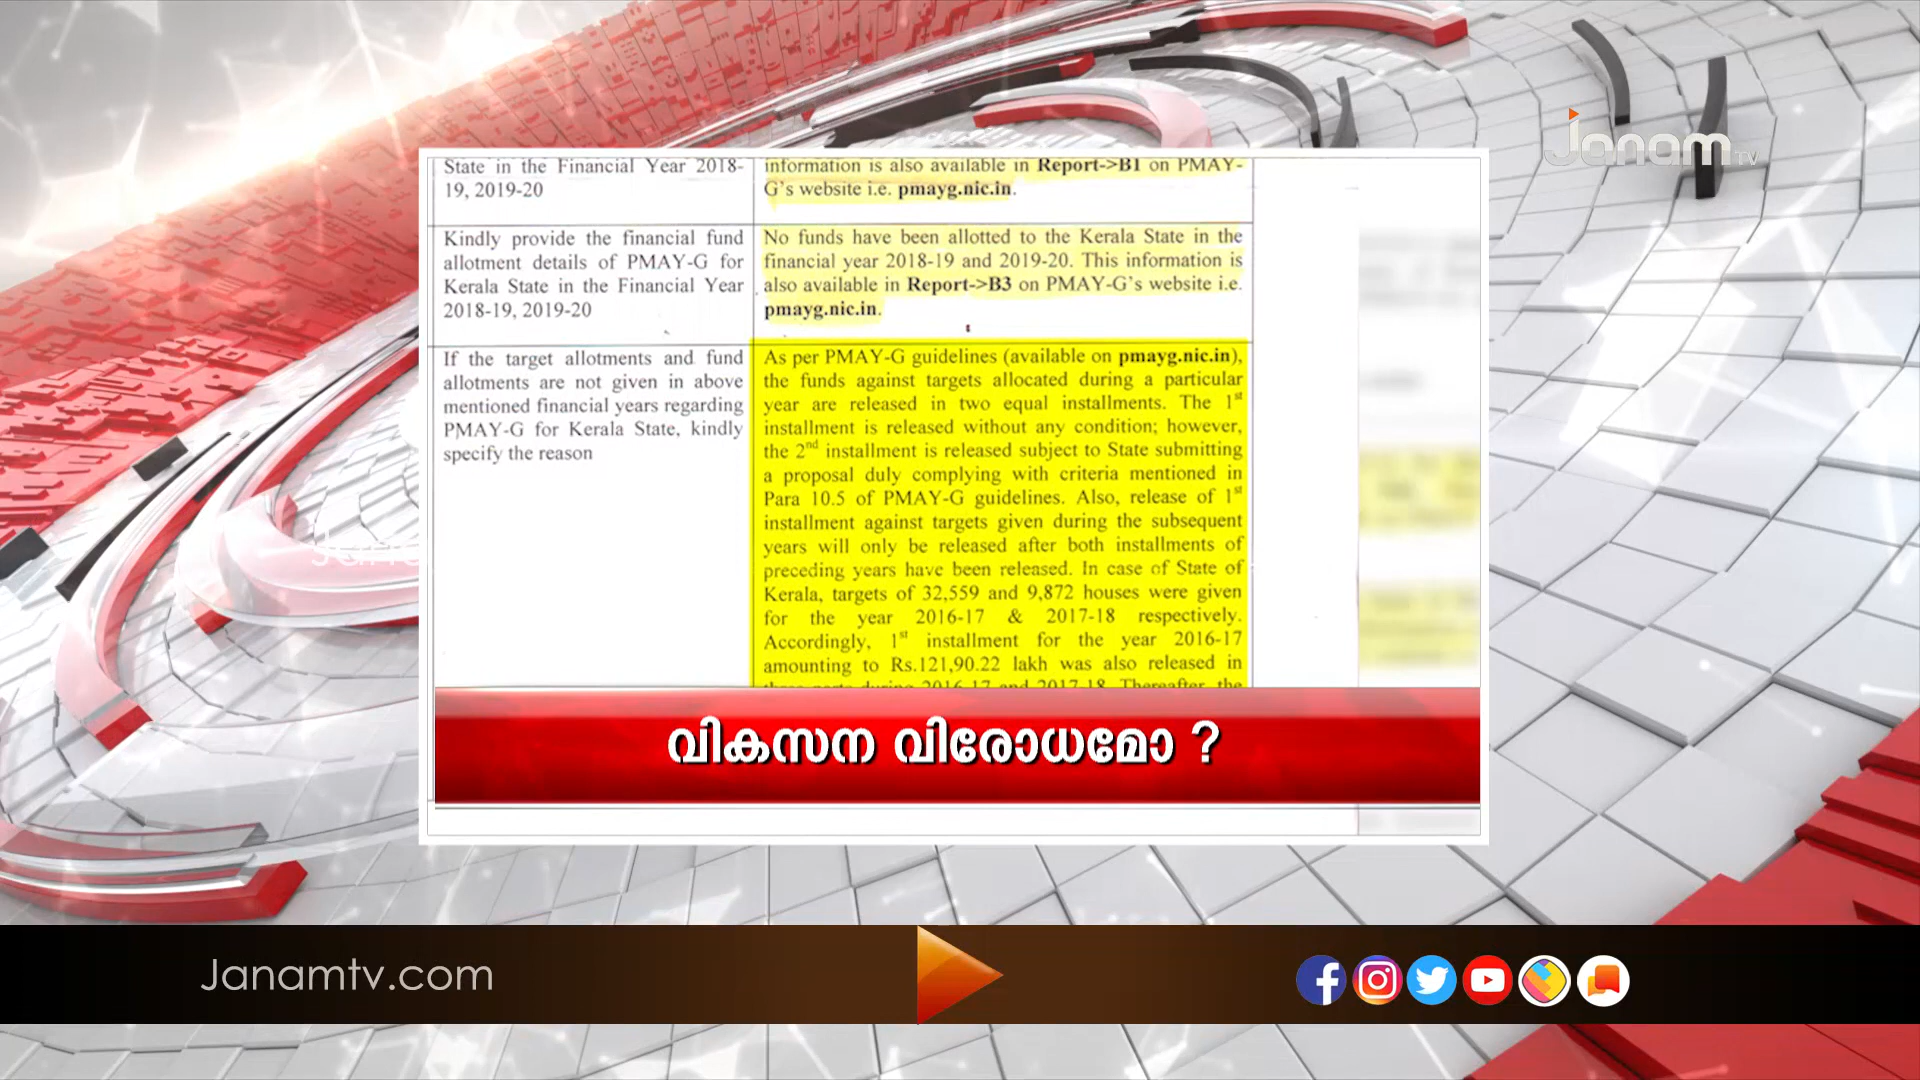 Janam TV
State in the Financial Year 2018-
19, 2019-20
information is also available in Report->B1 on PMAY-
G's website i.e. pmayg.nic.in.
Kindly provide the financial fund
allotment details of PMAY-G for
Kerala State in the Financial Year
2018-19, 2019-20
No funds have been allotted to the Kerala State in the
financial year 2018-19 and 2019-20. This information is
also available in Report->B3 on PMAY-G's website i.e.
pmayg.nic.in.
If the target allotments and fund
allotments are not given in above
mentioned financial years regarding
PMAY-G for Kerala State, kindly
specify the reason
As per PMAY-G guidelines (available on pmayg.nic.in),
the funds against targets allocated during a particular
year are released in two equal installments. The 1st
installment is released without any condition; however,
the 2nd installment is released subject to State submitting
a proposal duly complying with criteria mentioned in
Para 10.5 of PMAY-G guidelines. Also, release of 1st
installment against targets given during the subsequent
years will only be released after both installments of
preceding years have been released. In case of State of
Kerala, targets of 32,559 and 9,872 houses were given
for the year 2016-17 & 2017-18 respectively.
Accordingly, 1st installment for the year 2016-17
amounting to Rs.121,90.22 lakh was also released in
2016-17 and 2017-18. Thereafter, the
വികസന വിരോധമോ ?
Janamtv.com